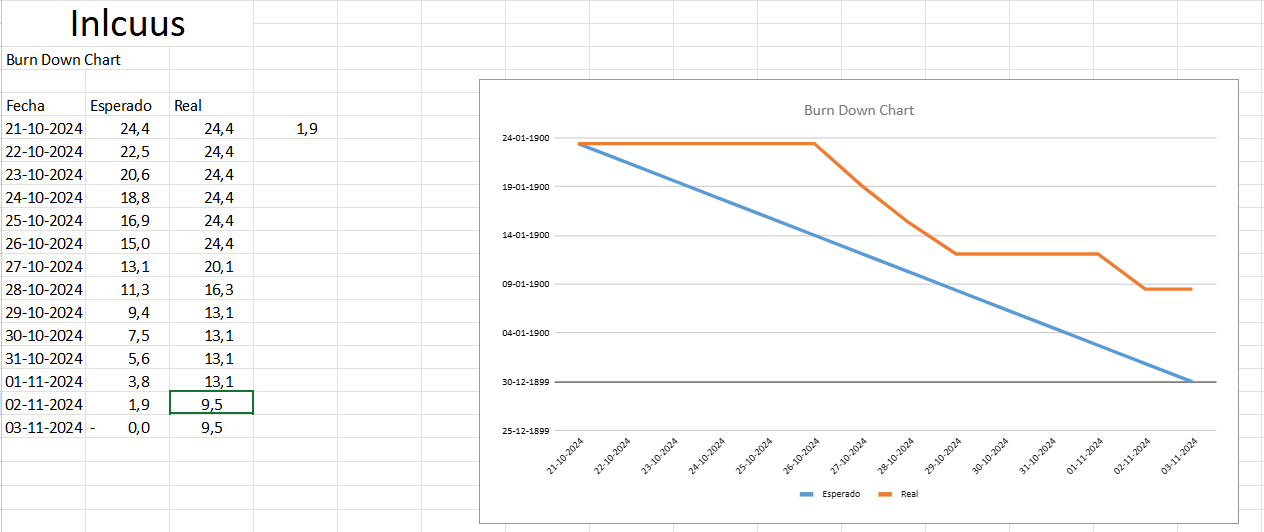 Inlcuus
Burn Down Chart
Fecha Esperado Real
21-10-2024 24,4 24,4 1,9
22-10-2024 22,5 24,4
23-10-2024 20,6 24,4
24-10-2024 18,8 24,4
25-10-2024 16,9 24,4
26-10-2024 15,0 24,4
27-10-2024 13,1 20,1
28-10-2024 11,3 16,3
29-10-2024 9,4 13,1
30-10-2024 7,5 13,1
31-10-2024 5,6 13,1
01-11-2024 3,8 13,1
02-11-2024 1,9 9,5
03-11-2024 - 0,0 9,5
Burn Down Chart
24-01-1900
19-01-1900
14-01-1900
09-01-1900
04-01-1900
30-12-1899
25-12-1899
21-10-2024 22-10-2024 23-10-2024 24-10-2024 25-10-2024 26-10-2024 27-10-2024 28-10-2024 29-10-2024 30-10-2024 31-10-2024 01-11-2024 02-11-2024 03-11-2024
Esperado Real